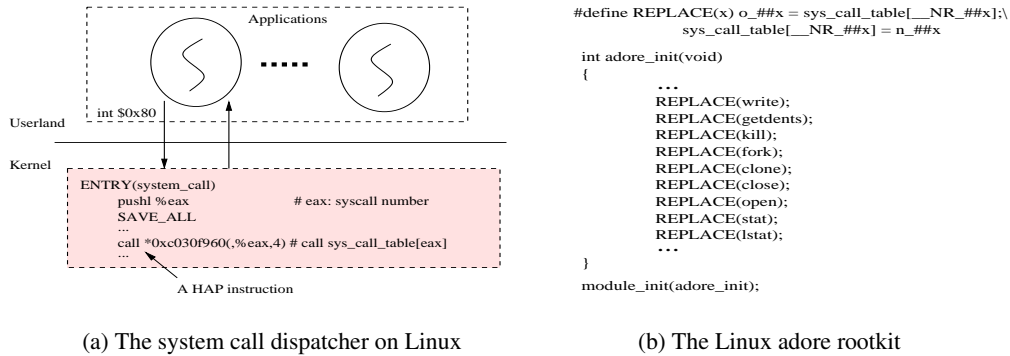 Applications
int $0x80
Userland
Kernel
ENTRY(system_call)
pushl %eax # eax: syscall number
SAVE_ALL
...
call *0xc030f960(,%eax,4) # call sys_call_table[eax]
...
A HAP instruction
(a) The system call dispatcher on Linux
#define REPLACE(x) o_##x = sys_call_table[__NR_##x];\
sys_call_table[__NR_##x] = n_##x
int adore_init(void)
{
...
REPLACE(write);
REPLACE(getdents);
REPLACE(kill);
REPLACE(fork);
REPLACE(clone);
REPLACE(close);
REPLACE(open);
REPLACE(stat);
REPLACE(lstat);
...
}
module_init(adore_init);
(b) The Linux adore rootkit